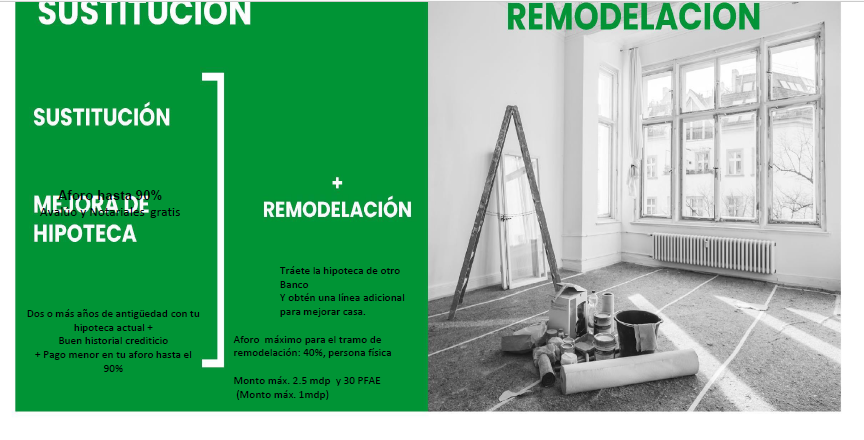 SUSTITUCIÓN
REMODELACIÓN
SUSTITUCIÓN
Aforo hasta 90%
Avalúo y Notariales gratis
MEJORA DE
HIPOTECA
Dos o más años de antigüedad con tu
hipoteca actual +
Buen historial crediticio
+ Pago menor en tu aforo hasta el
90%
+
REMODELACIÓN
Tráete la hipoteca de otro
Banco
Y obtén una línea adicional
para mejorar casa.
Aforo máximo para el tramo de
remodelación: 40%, persona física
Monto máx. 2.5 mdp y 30 PFAE
(Monto máx. 1mdp)